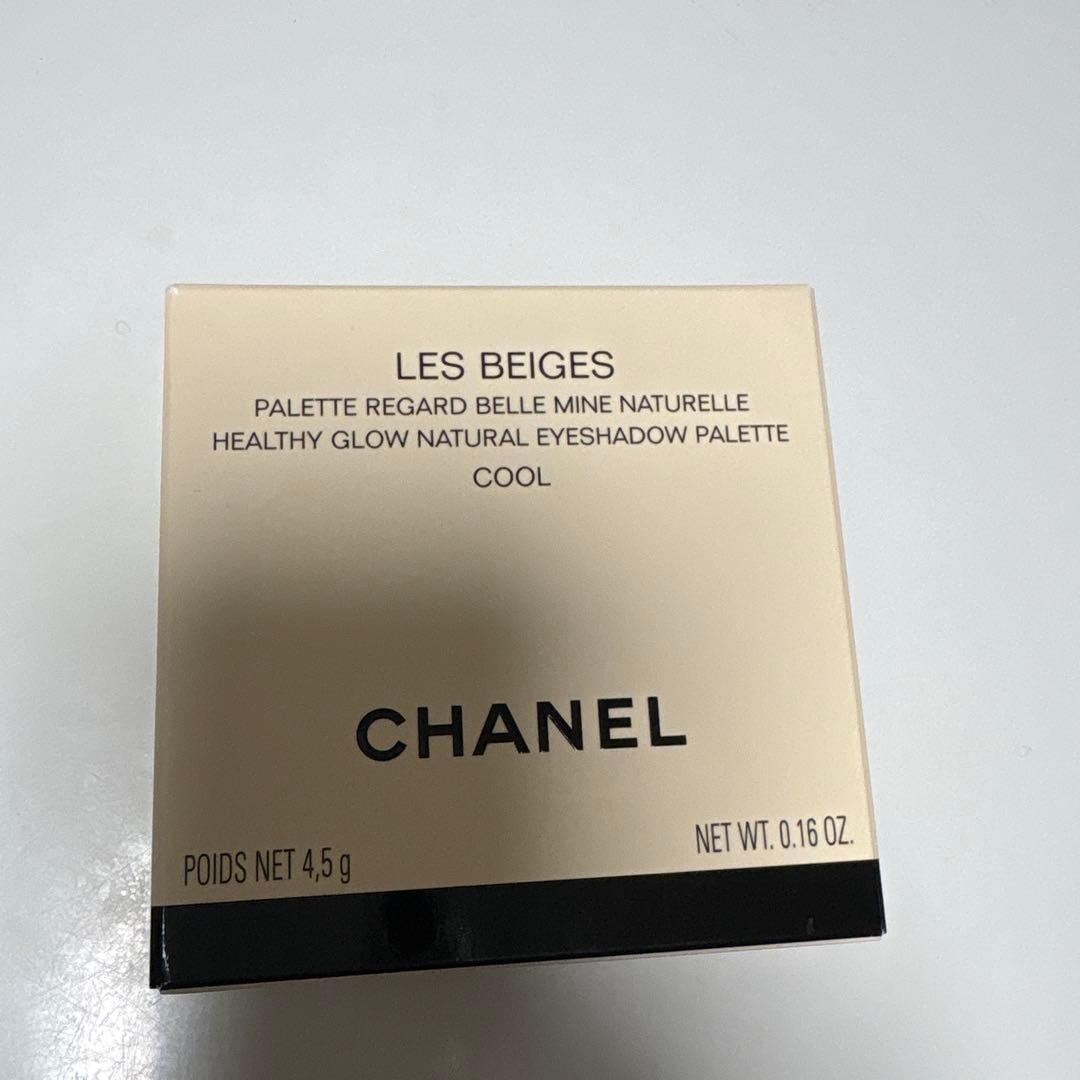 LES BEIGES
PALETTE REGARD BELLE MINE NATURELLE
HEALTHY GLOW NATURAL EYESHADOW PALETTE
COOL
CHANEL
POIDS NET 4,5 g
NET WT. 0.16 OZ.